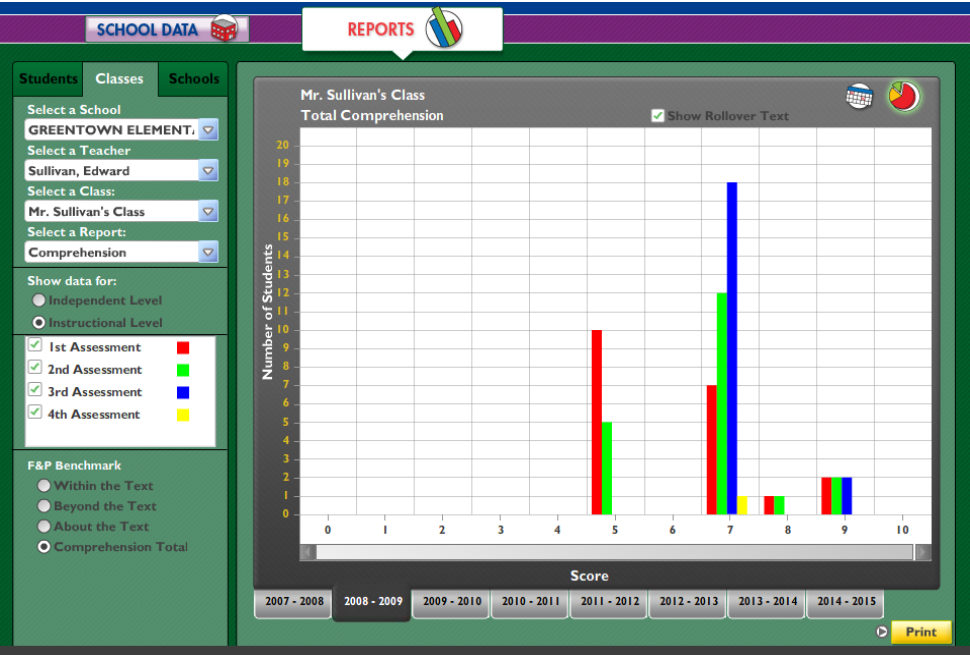 SCHOOL DATA
REPORTS
Students Classes Schools
Select a School
GREENTOWN ELEMENT
Select a Teacher
Sullivan, Edward
Select a Class:
Mr. Sullivan's Class
Select a Report:
Comprehension
Show data for:
Independent Level
Instructional Level
1st Assessment
2nd Assessment
3rd Assessment
4th Assessment
F&P Benchmark
Within the Text
Beyond the Text
About the Text
Comprehension Total
Mr. Sullivan's Class
Total Comprehension
Show Rollover Text
Number of Students
20
19
18
17
16
15
14
13
12
11
10
9
8
7
6
5
4
3
2
1
0
0 1 2 3 4 5 6 7 8 9 10
Score
2007 - 2008 2008 - 2009 2009 - 2010 2010 - 2011 2011 - 2012 2012 - 2013 2013 - 2014 2014 - 2015
Print